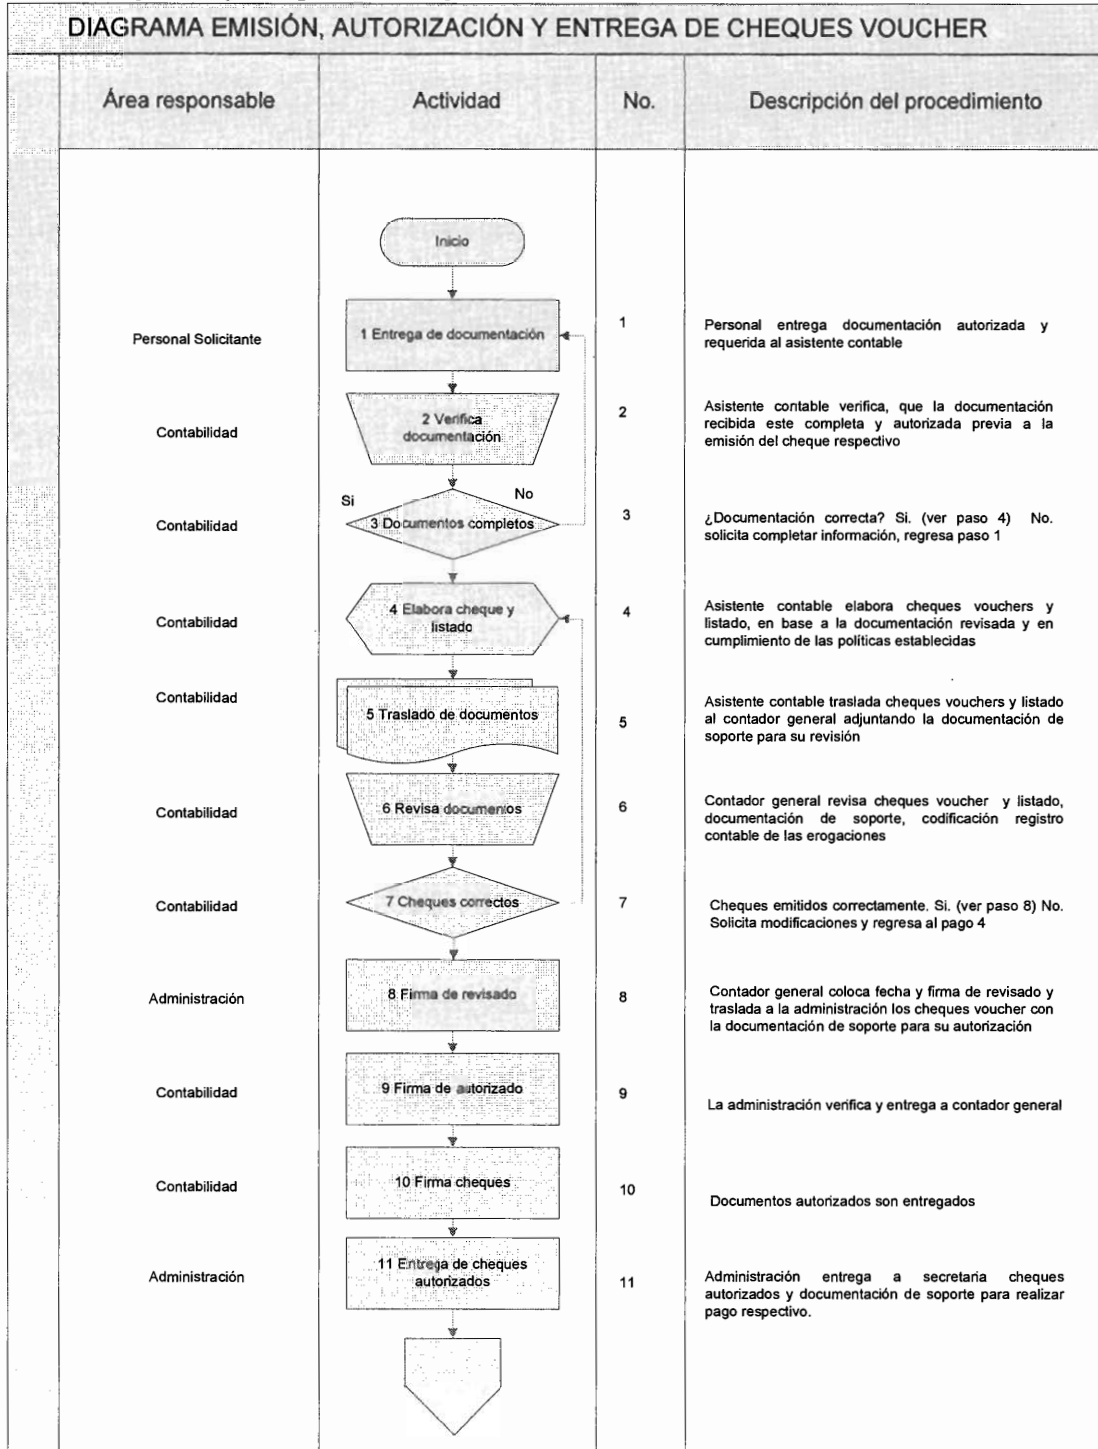 DIAGRAMA EMISIÓN, AUTORIZACIÓN Y ENTREGA DE CHEQUES VOUCHER
Área responsable
Actividad
No.
Descripción del procedimiento
Inicio
Personal Solicitante
1 Entrega de documentación
1
Personal entrega documentación autorizada y
requerida al asistente contable
Contabilidad
2 Verifica
documentación
2
Asistente contable verifica, que la documentación
recibida este completa y autorizada previa a la
emisión del cheque respectivo
Si
No
Contabilidad
3 Documentos completos
3
¿Documentación correcta? Si. (ver paso 4) No.
solicita completar información, regresa paso 1
Contabilidad
4 Elabora cheque y
listado
4
Asistente contable elabora cheques vouchers y
listado, en base a la documentación revisada y en
cumplimiento de las políticas establecidas
Contabilidad
5 Traslado de documentos
5
Asistente contable traslada cheques vouchers y listado
al contador general adjuntando la documentación de
soporte para su revisión
Contabilidad
6 Revisa documentos
6
Contador general revisa cheques voucher y listado,
documentación de soporte, codificación registro
contable de las erogaciones
Contabilidad
7 Cheques correctos
7
Cheques emitidos correctamente. Si. (ver paso 8) No.
Solicita modificaciones y regresa al pago 4
Administración
8 Firma de revisado
8
Contador general coloca fecha y firma de revisado y
traslada a la administración los cheques voucher con
la documentación de soporte para su autorización
Contabilidad
9 Firma de autorizado
9
La administración verifica y entrega a contador general
Contabilidad
10 Firma cheques
10
Documentos autorizados son entregados
Administración
11 Entrega de cheques
autorizados
11
Administración entrega a secretaria cheques
autorizados y documentación de soporte para realizar
pago respectivo.